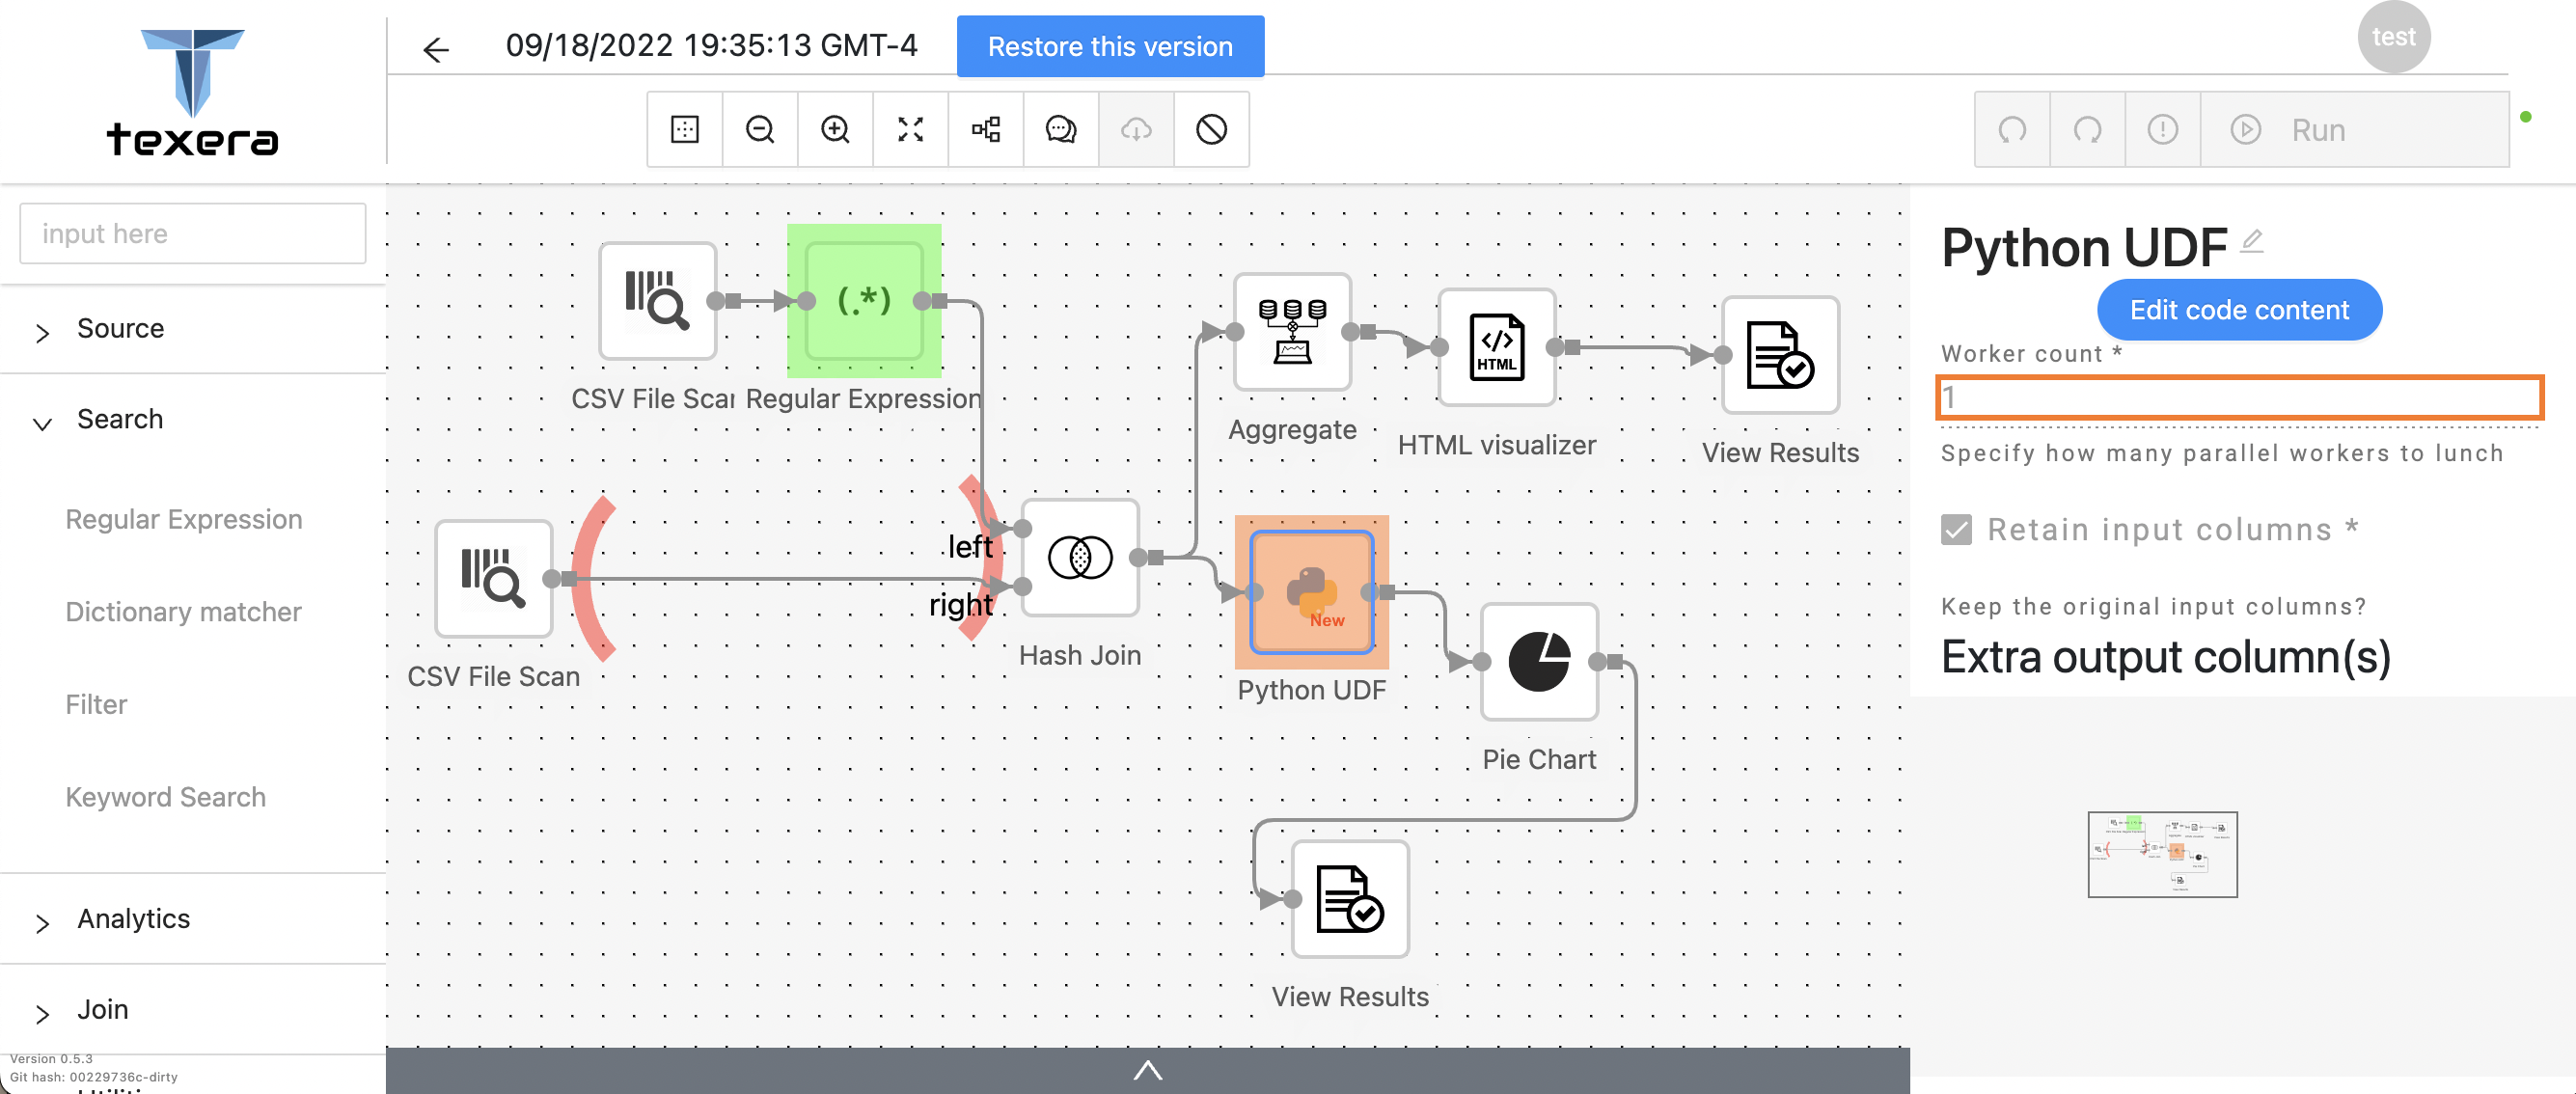 texera
09/18/2022 19:35:13 GMT-4
Restore this version
test
Run
input here
Source
Search
Regular Expression
Dictionary matcher
Filter
Keyword Search
Analytics
Join
Version 0.5.3
Git hash: 00229736c-dirty
(.*)
CSV File Scan
Regular Expression
HTML
Aggregate
HTML visualizer
View Results
left
right
New
CSV File Scan
Hash Join
Python UDF
Pie Chart
View Results
Python UDF
Edit code content
Worker count *
1
Specify how many parallel workers to lunch
Retain input columns *
Keep the original input columns?
Extra output column(s)